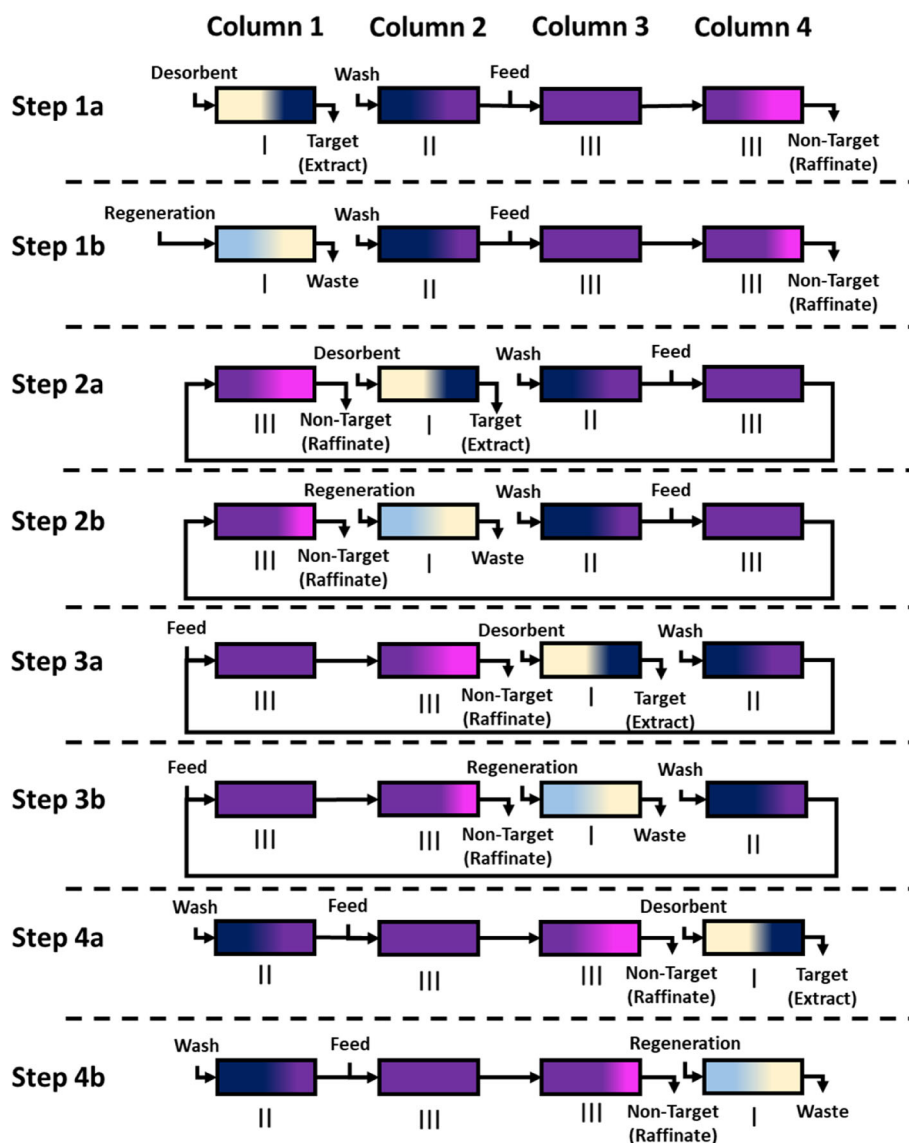 Column 1 Column 2 Column 3 Column 4
Desorbent Wash Feed
Step 1a
I Target (Extract) II III III Non-Target (Raffinate)
Regeneration Wash Feed
Step 1b
I Waste II III III Non-Target (Raffinate)
Desorbent Wash Feed
Step 2a
III Non-Target (Raffinate) I Target (Extract) II III
Regeneration Wash Feed
Step 2b
III Non-Target (Raffinate) I Waste II III
Feed Desorbent Wash
Step 3a
III III Non-Target (Raffinate) I Target (Extract) II
Feed Regeneration Wash
Step 3b
III III Non-Target (Raffinate) I Waste II
Wash Feed Desorbent
Step 4a
II III III Non-Target (Raffinate) I Target (Extract)
Wash Feed Regeneration
Step 4b
II III III Non-Target (Raffinate) I Waste